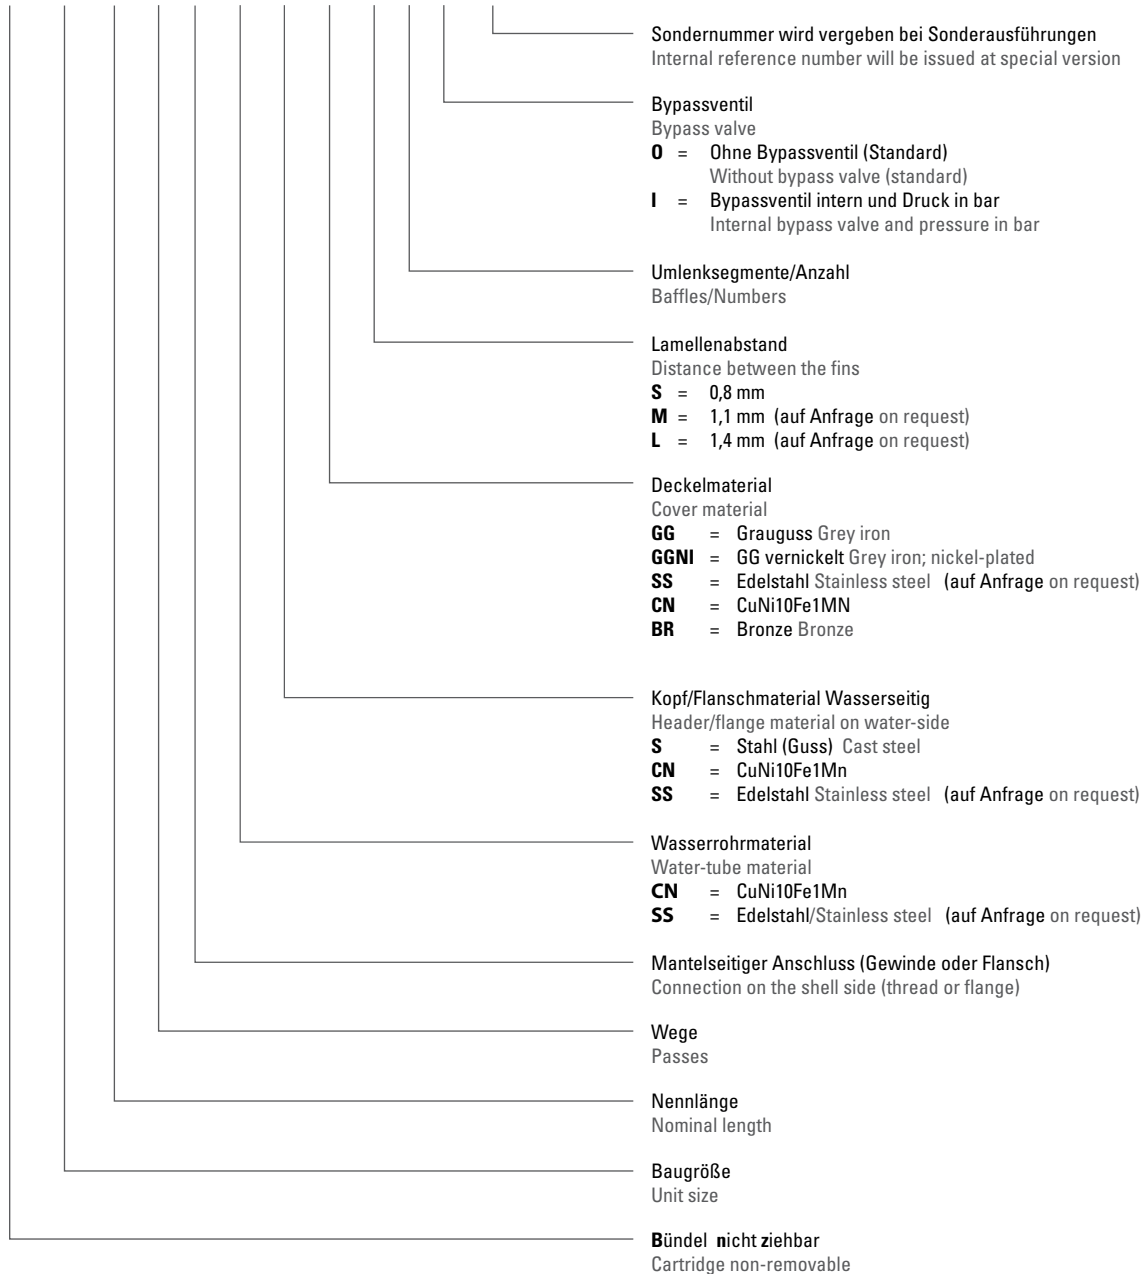 Sondernummer wird vergeben bei Sonderausführungen
Internal reference number will be issued at special version
Bypassventil
Bypass valve
O = Ohne Bypassventil (Standard)
Without bypass valve (standard)
I = Bypassventil intern und Druck in bar
Internal bypass valve and pressure in bar
Umlenksegmente/Anzahl
Baffles/Numbers
Lamellenabstand
Distance between the fins
S = 0,8 mm
M = 1,1 mm (auf Anfrage on request)
L = 1,4 mm (auf Anfrage on request)
Deckelmaterial
Cover material
GG = Grauguss Grey iron
GGNI = GG vernickelt Grey iron; nickel-plated
SS = Edelstahl Stainless steel (auf Anfrage on request)
CN = CuNi10Fe1MN
BR = Bronze Bronze
Kopf/Flanschmaterial Wasserseitig
Header/flange material on water-side
S = Stahl (Guss) Cast steel
CN = CuNi10Fe1Mn
SS = Edelstahl Stainless steel (auf Anfrage on request)
Wasserrohrmaterial
Water-tube material
CN = CuNi10Fe1Mn
SS = Edelstahl/Stainless steel (auf Anfrage on request)
Mantelseitiger Anschluss (Gewinde oder Flansch)
Connection on the shell side (thread or flange)
Wege
Passes
Nennlänge
Nominal length
Baugröße
Unit size
Bündel nicht ziehbar
Cartridge non-removable